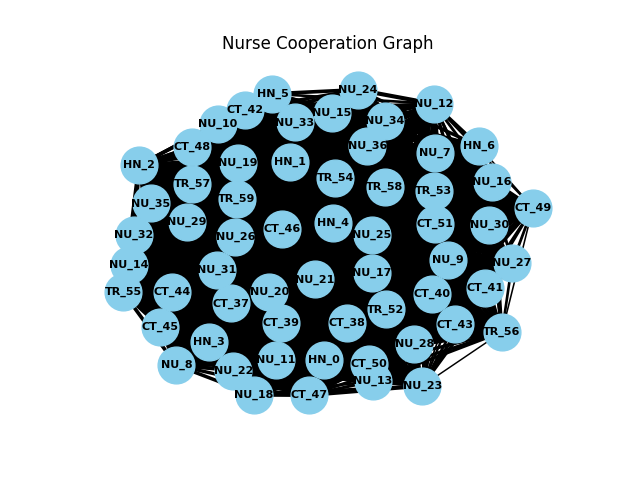 Nurse Cooperation Graph
NU_24
HN_5
NU_12
CT_42
NU_15
NU_33
NU_34
NU_10
NU_36
HN_6
CT_48
NU_7
HN_1
NU_19
HN_2
TR_54
NU_16
TR_57
TR_58
TR_53
TR_59
NU_35
CT_49
NU_29
HN_4
CT_51
NU_30
CT_46
NU_32
NU_25
NU_26
NU_9
NU_27
NU_14
NU_31
NU_17
NU_21
CT_41
TR_55
CT_44
NU_20
CT_40
CT_37
TR_52
CT_39
CT_38
CT_43
CT_45
TR_56
HN_3
NU_28
NU_11
HN_0
CT_50
NU_8
NU_22
NU_13
NU_23
NU_18
CT_47